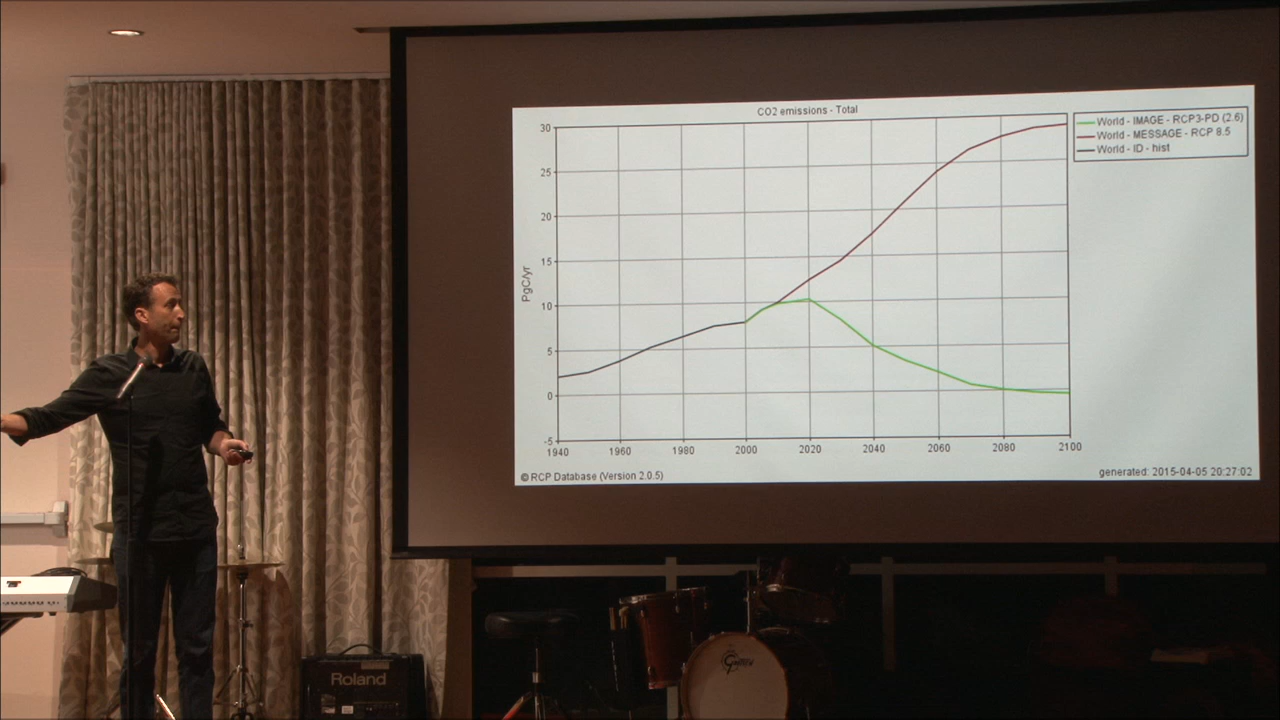 CO2 emissions - Total
World - IMAGE - RCP3-PD (2.6)
World - MESSAGE - RCP 8.5
World - ID - hist
PgC/yr
30
25
20
15
10
5
0
-5
1940 1960 1980 2000 2020 2040 2060 2080 2100
© RCP Database (Version 2.0.5)
generated: 2015-04-05 20:27:02
Roland
Gretsch